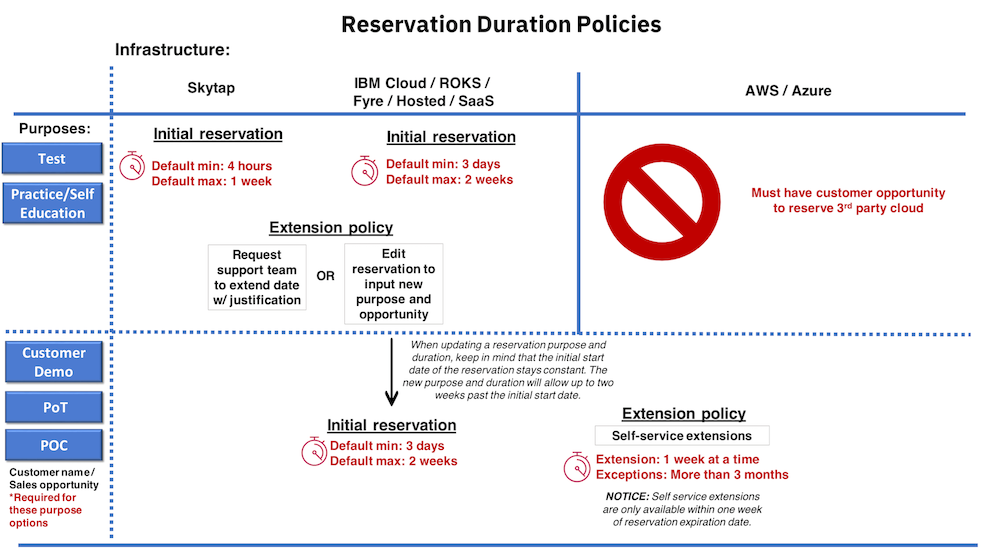 Reservation Duration Policies
Infrastructure:
Skytap
IBM Cloud / ROKS /
Fyre / Hosted / SaaS
AWS / Azure
Purposes:
Test
Practice/Self
Education
Initial reservation
Default min: 4 hours
Default max: 1 week
Initial reservation
Default min: 3 days
Default max: 2 weeks
Must have customer opportunity
to reserve 3rd party cloud
Extension policy
Request
support team
to extend date
w/ justification
OR
Edit
reservation to
input new
purpose and
opportunity
Customer
Demo
PoT
POC
Customer name/
Sales opportunity
*Required for
these purpose
options
When updating a reservation purpose and
duration, keep in mind that the initial start
date of the reservation stays constant. The
new purpose and duration will allow up to two
weeks past the initial start date.
Initial reservation
Default min: 3 days
Default max: 2 weeks
Extension policy
Self-service extensions
Extension: 1 week at a time
Exceptions: More than 3 months
NOTICE: Self service extensions
are only available within one week
of reservation expiration date.